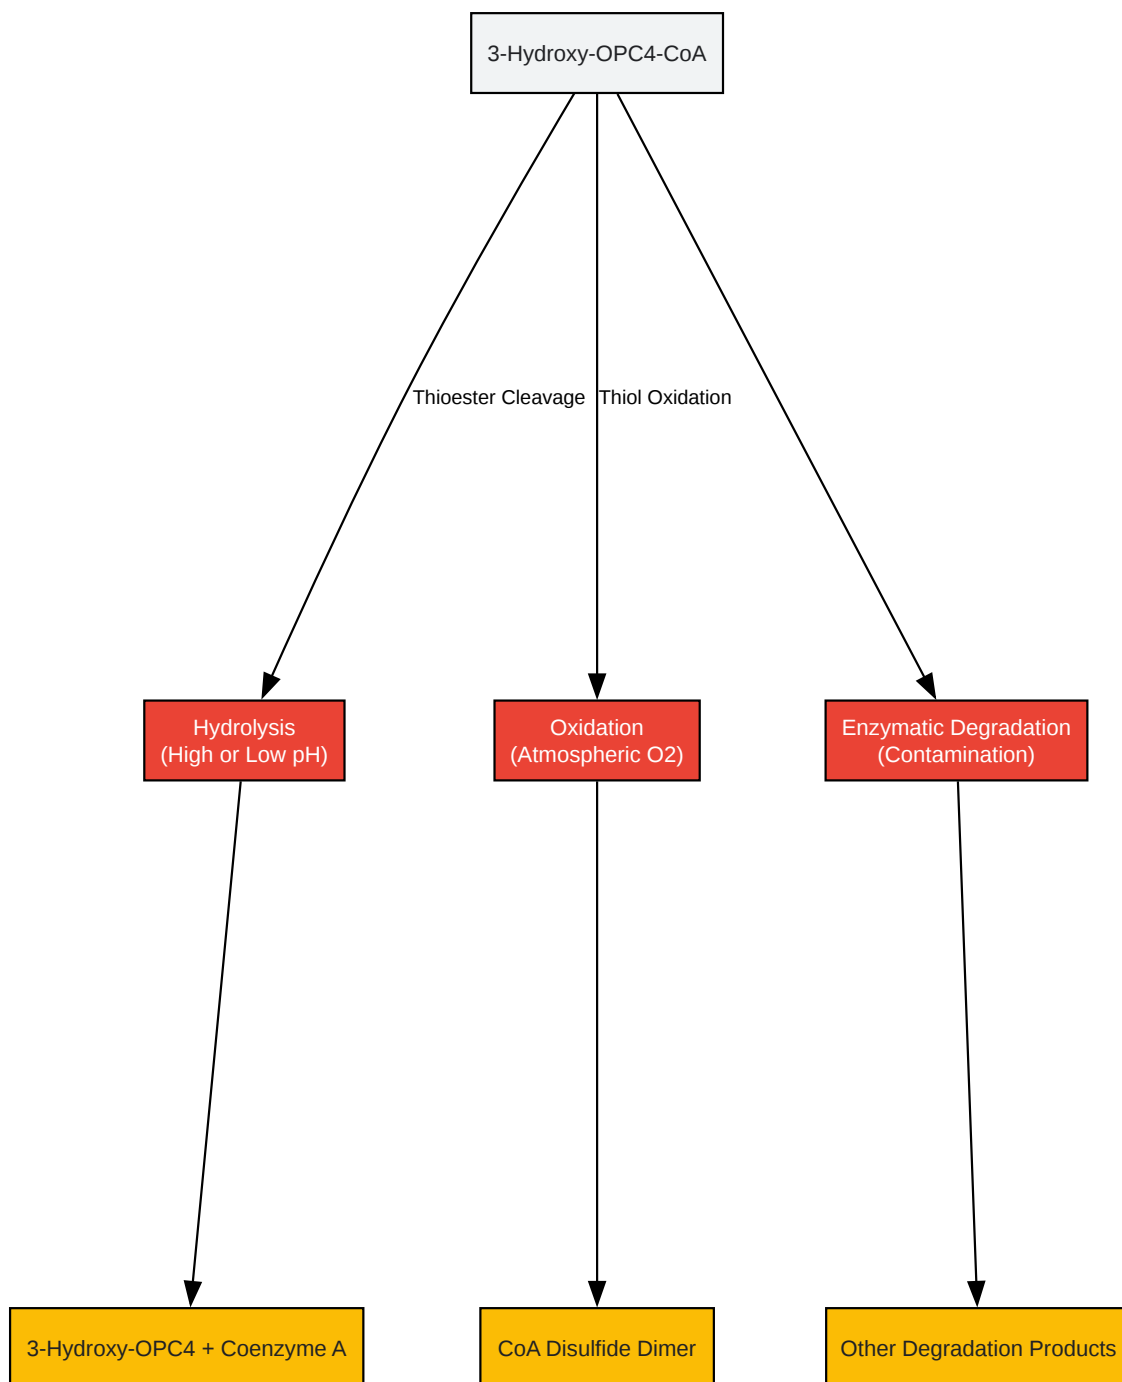 3-Hydroxy-OPC4-CoA
Thioester Cleavage
Thiol Oxidation
Hydrolysis
(High or Low pH)
Oxidation
(Atmospheric O2)
Enzymatic Degradation
(Contamination)
3-Hydroxy-OPC4 + Coenzyme A
CoA Disulfide Dimer
Other Degradation Products